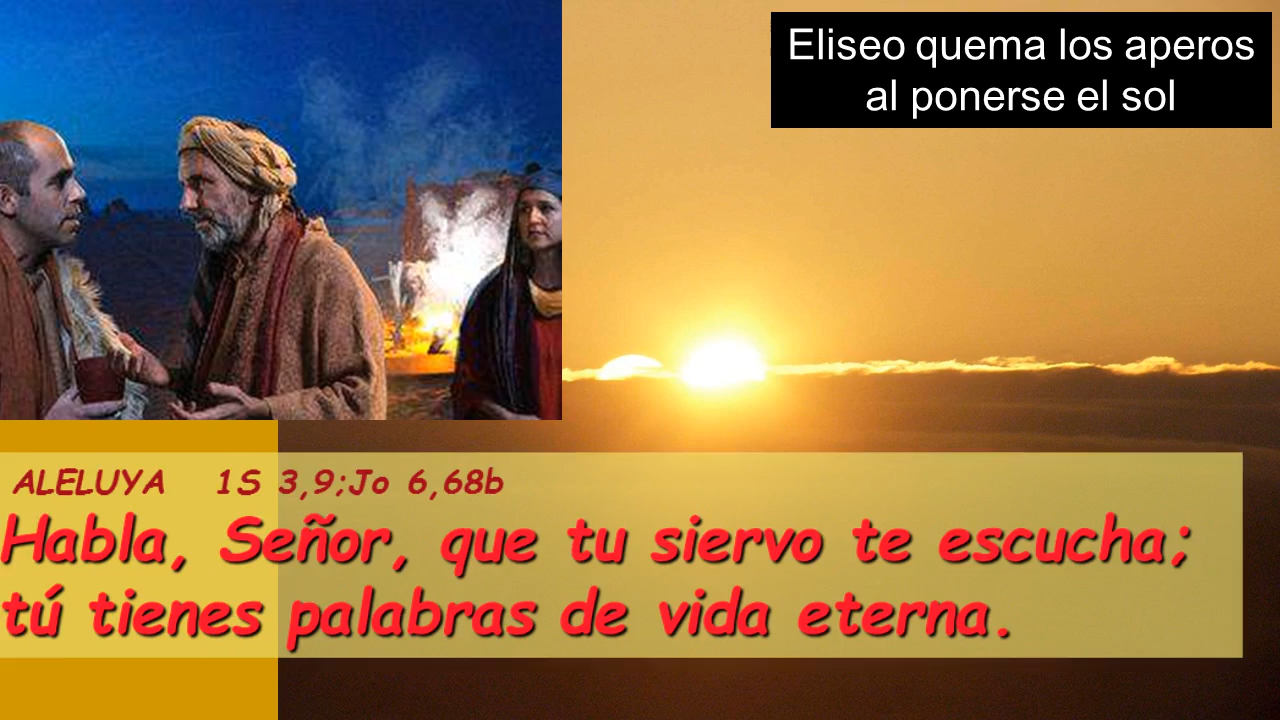 Eliseo quema los aperos
al ponerse el sol
ALELUYA 1S 3,9;Jo 6,68b
Habla, Señor, que tu siervo te escucha;
tú tienes palabras de vida eterna.